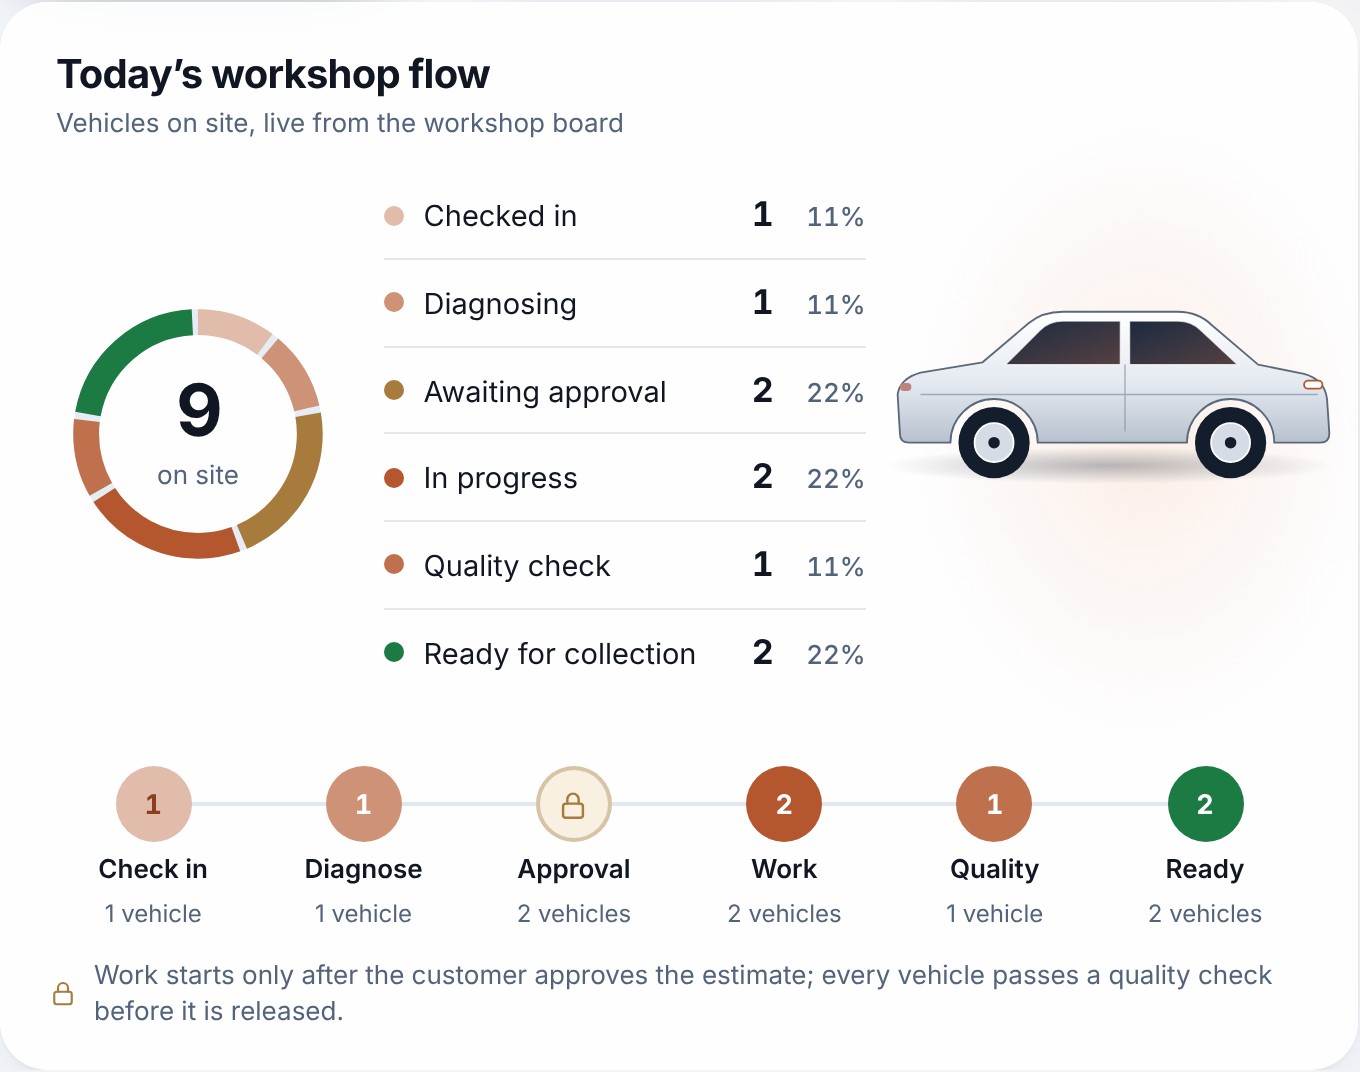 Today’s workshop flow
Vehicles on site, live from the workshop board
9
on site
Checked in 1 11%
Diagnosing 1 11%
Awaiting approval 2 22%
In progress 2 22%
Quality check 1 11%
Ready for collection 2 22%
1 1 2 1 2
Check in Diagnose Approval Work Quality Ready
1 vehicle 1 vehicle 2 vehicles 2 vehicles 1 vehicle 2 vehicles
Work starts only after the customer approves the estimate; every vehicle passes a quality check
before it is released.